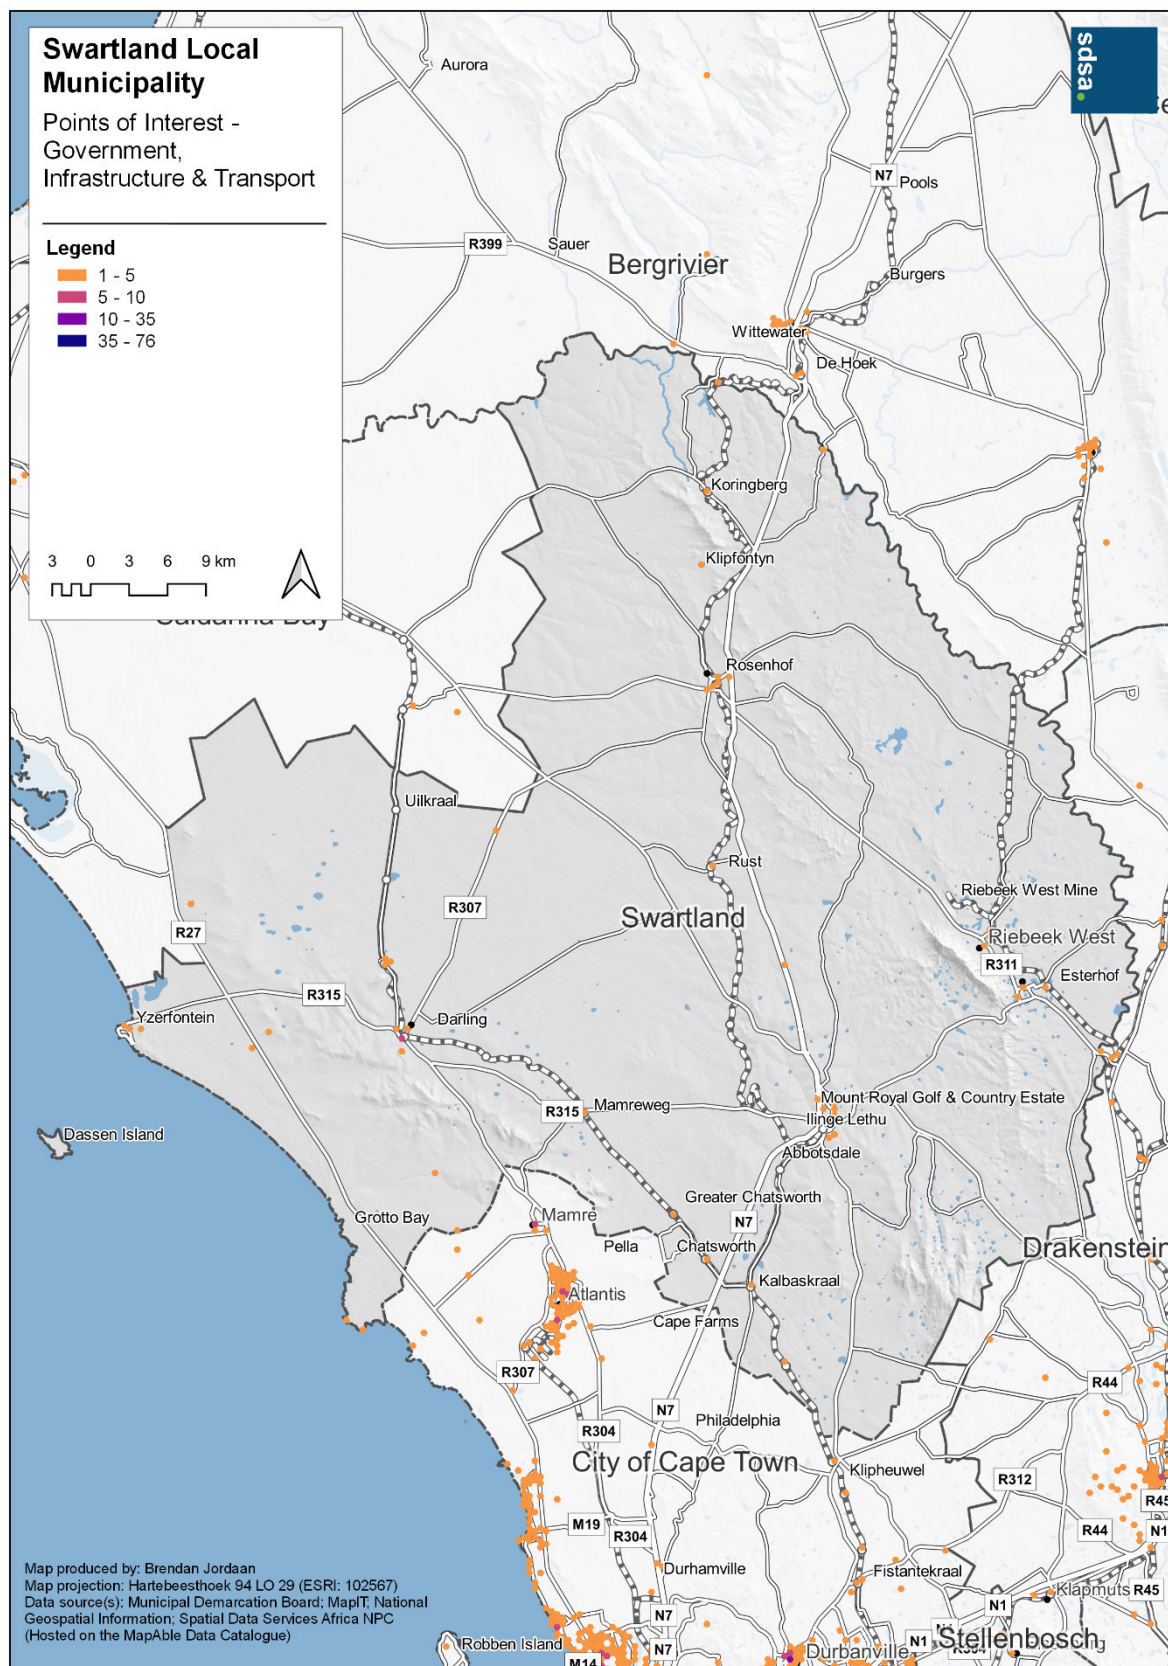 Swartland Local
Municipality
Points of Interest -
Government,
Infrastructure & Transport
Legend
1 - 5
5 - 10
10 - 35
35 - 76
3 0 3 6 9 km
sdsa
Aurora
N7
Pools
R399
Sauer
Bergrivier
Burgers
Wittewater
De Hoek
Koringberg
Klipfontyn
Rosenhof
Uilkraal
Rust
R307
Swartland
Riebeek West Mine
R27
Riebeek West
R311
Esterhof
R315
Yzerfontein
Darling
Mount Royal Golf & Country Estate
R315
Mamreweg
Ilinge Lethu
Dassen Island
Abbotsdale
Greater Chatsworth
Grotto Bay
Mamre
N7
Pella
Chatsworth
Drakenstein
Kalbaskraal
Atlantis
Cape Farms
R307
R44
N7
Philadelphia
R304
City of Cape Town
Klipheuwel
R312
R45
M19
R304
R44
N1
Durhamville
Fistantekraal
Klapmuts
R45
N1
N7
Robben Island
N7
M14
Durbanville
N1
Stellenbosch
Map produced by: Brendan Jordaan
Map projection: Hartebeesthoek 94 LO 29 (ESRI: 102567)
Data source(s): Municipal Demarcation Board; MapIT; National
Geospatial Information; Spatial Data Services Africa NPC
(Hosted on the MapAble Data Catalogue)